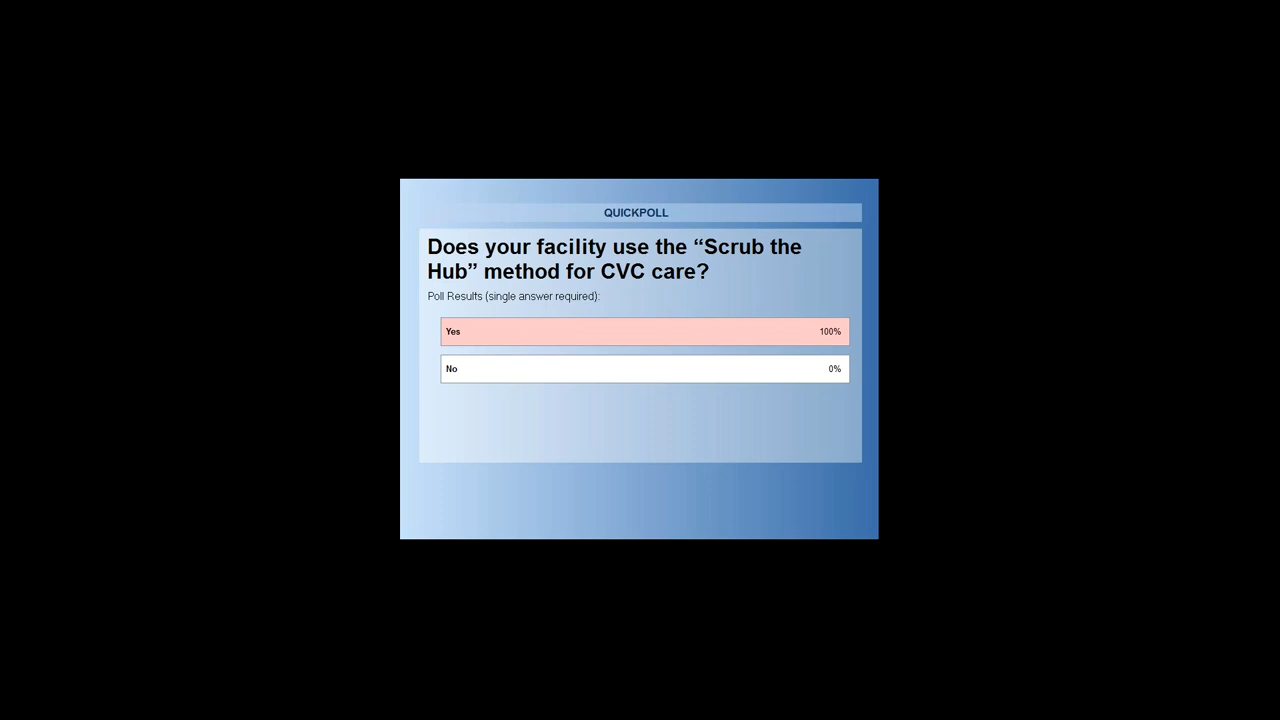 QUICKPOLL
Does your facility use the “Scrub the
Hub” method for CVC care?
Poll Results (single answer required):
Yes 100%
No 0%